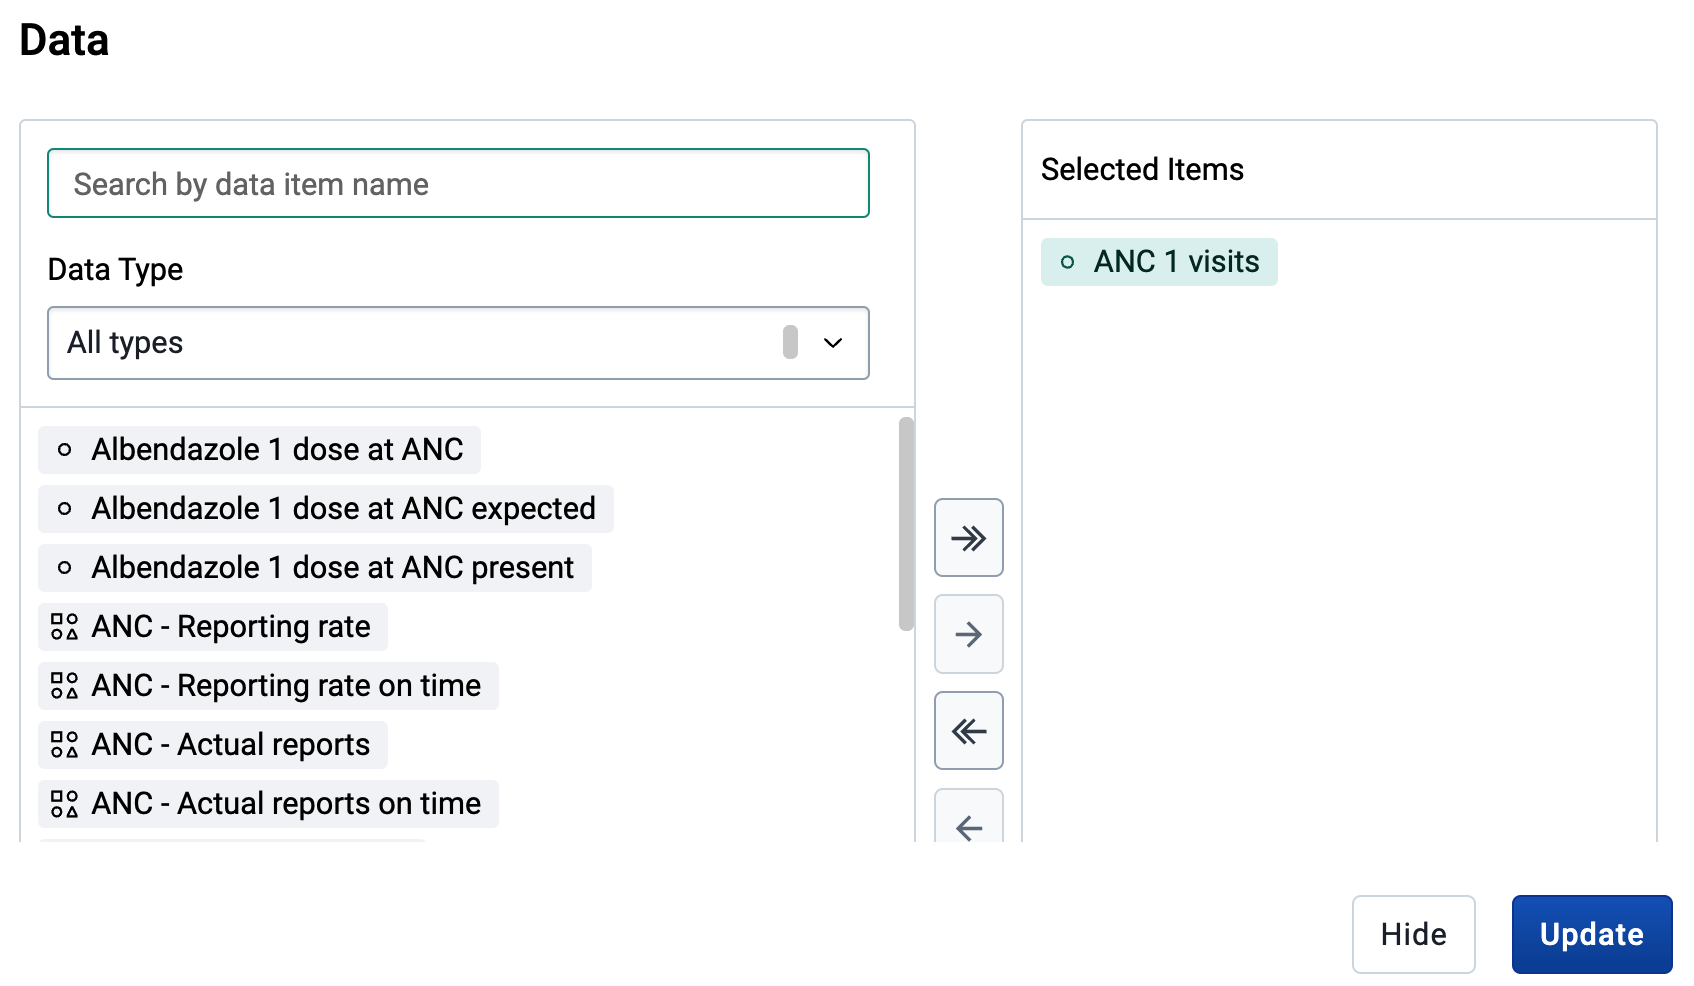 Data
Search by data item name
Data Type
All types
Albendazole 1 dose at ANC
Albendazole 1 dose at ANC expected
Albendazole 1 dose at ANC present
ANC - Reporting rate
ANC - Reporting rate on time
ANC - Actual reports
ANC - Actual reports on time
Selected Items
ANC 1 visits
Hide
Update